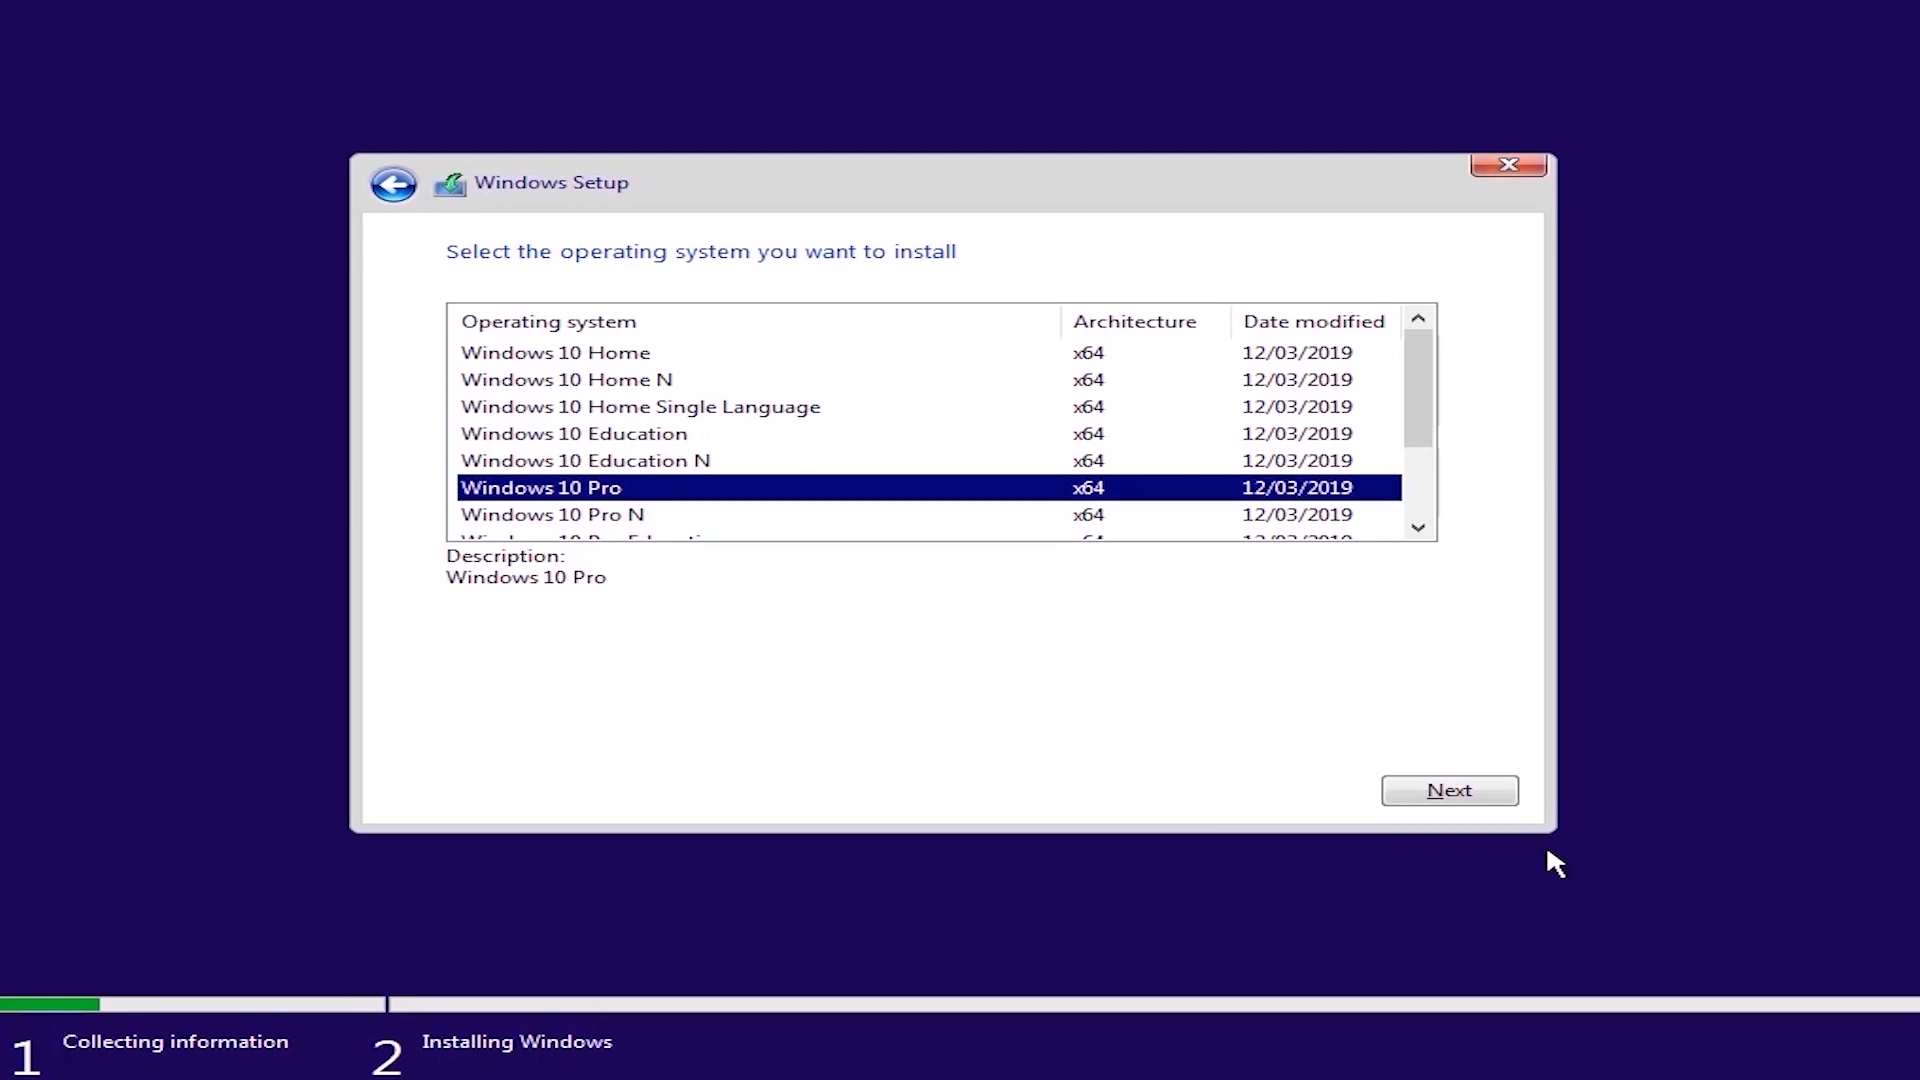 Windows Setup
Select the operating system you want to install
Operating system Architecture Date modified
Windows 10 Home x64 12/03/2019
Windows 10 Home N x64 12/03/2019
Windows 10 Home Single Language x64 12/03/2019
Windows 10 Education x64 12/03/2019
Windows 10 Education N x64 12/03/2019
Windows 10 Pro x64 12/03/2019
Windows 10 Pro N x64 12/03/2019
Description:
Windows 10 Pro
Next
1 Collecting information 2 Installing Windows